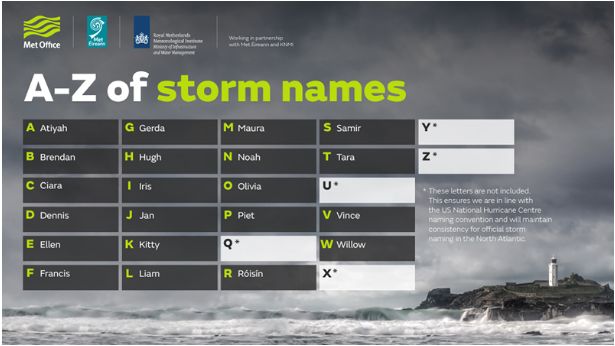 Met Office
Met
Éireann
Royal Netherlands
Meteorological Institute
Ministry of Infrastructure
and Water Management
Working in partnership
with Met Éireann and KNMI
A-Z of storm names
A Atiyah
B Brendan
C Ciara
D Dennis
E Ellen
F Francis
G Gerda
H Hugh
I Iris
J Jan
K Kitty
L Liam
M Maura
N Noah
O Olivia
P Piet
Q*
R Róisín
S Samir
T Tara
U*
V Vince
W Willow
X*
Y*
Z*
* These letters are not included.
This ensures we are in line with
the US National Hurricane Centre
naming convention and will maintain
consistency for official storm
naming in the North Atlantic.